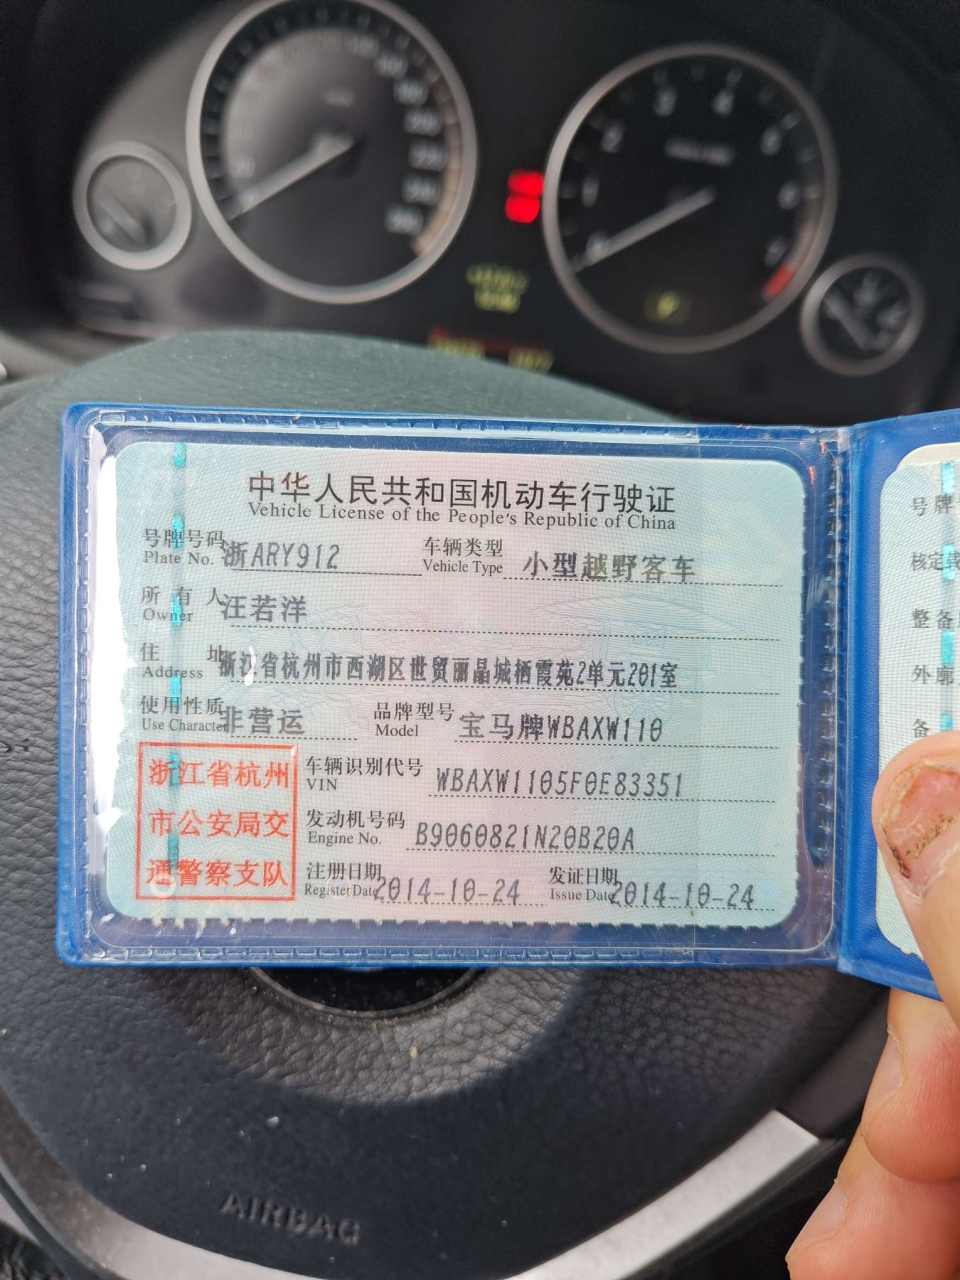 中华人民共和国机动车行驶证
Vehicle License of the People's Republic of China
号牌号码 浙ARY912 车辆类型 小型越野客车
Plate No. Vehicle Type
所有人 汪若洋
Owner
住址 浙江省杭州市西湖区世贸丽晶城栖霞苑2单元201室
Address
使用性质 非营运 品牌型号 宝马牌WBAXW110
Use Character Model
浙江省杭州
市公安局交
通警察支队
车辆识别代号 WBAXW1105F0E83351
VIN
发动机号码 B9060821N20B20A
Engine No.
注册日期 2014-10-24 发证日期 2014-10-24
Register Date Issue Date
号牌
核定
整备
外廓
备
AIRBAG